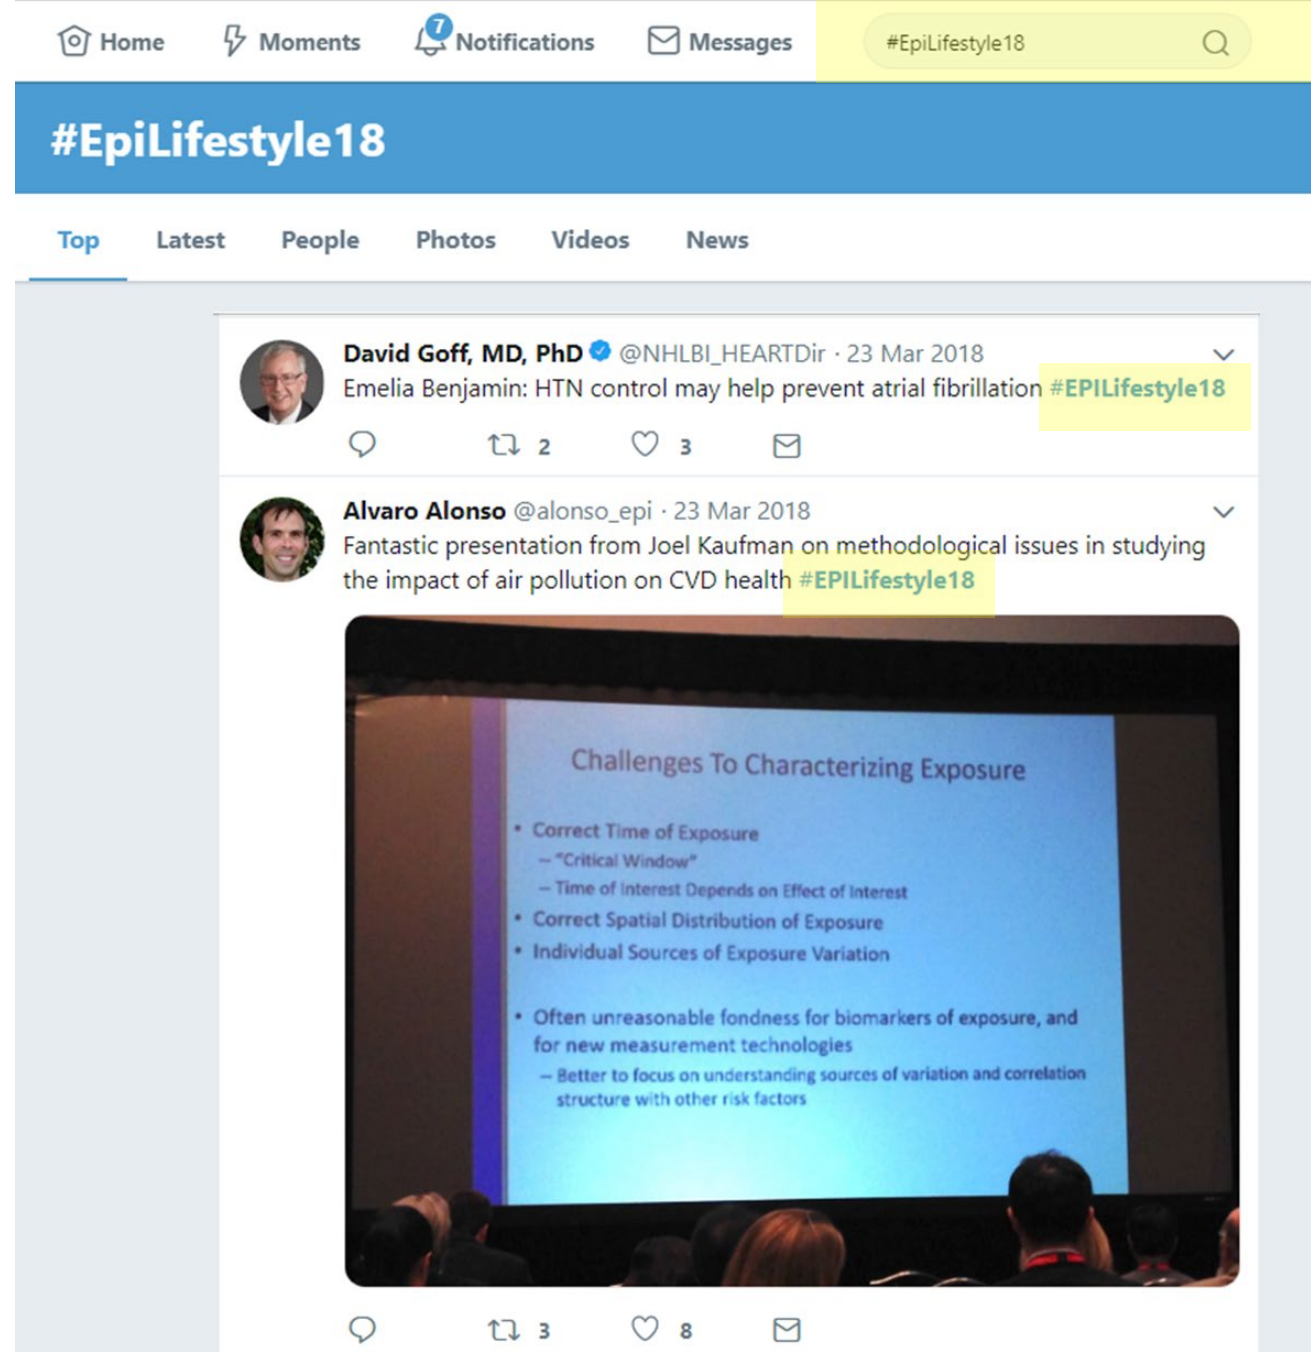 Home Moments 7 Notifications Messages #EpiLifestyle18
#EpiLifestyle18
Top Latest People Photos Videos News
David Goff, MD, PhD @NHLBI_HEARTDir · 23 Mar 2018
Emelia Benjamin: HTN control may help prevent atrial fibrillation #EPILifestyle18
2 3
Alvaro Alonso @alonso_epi · 23 Mar 2018
Fantastic presentation from Joel Kaufman on methodological issues in studying
the impact of air pollution on CVD health #EPILifestyle18
Challenges To Characterizing Exposure
• Correct Time of Exposure
– "Critical Window"
– Time of Interest Depends on Effect of Interest
• Correct Spatial Distribution of Exposure
• Individual Sources of Exposure Variation
• Often unreasonable fondness for biomarkers of exposure, and
for new measurement technologies
– Better to focus on understanding sources of variation and correlation
structure with other risk factors
3 8